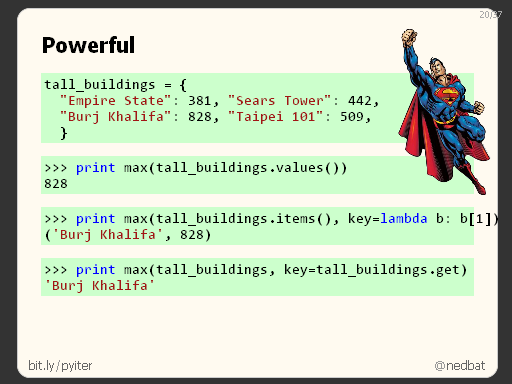 20/37
Powerful
tall_buildings = {
"Empire State": 381, "Sears Tower": 442,
"Burj Khalifa": 828, "Taipei 101": 509,
}
>>> print max(tall_buildings.values())
828
>>> print max(tall_buildings.items(), key=lambda b: b[1])
('Burj Khalifa', 828)
>>> print max(tall_buildings, key=tall_buildings.get)
'Burj Khalifa'
bit.ly/pyiter
@nedbat